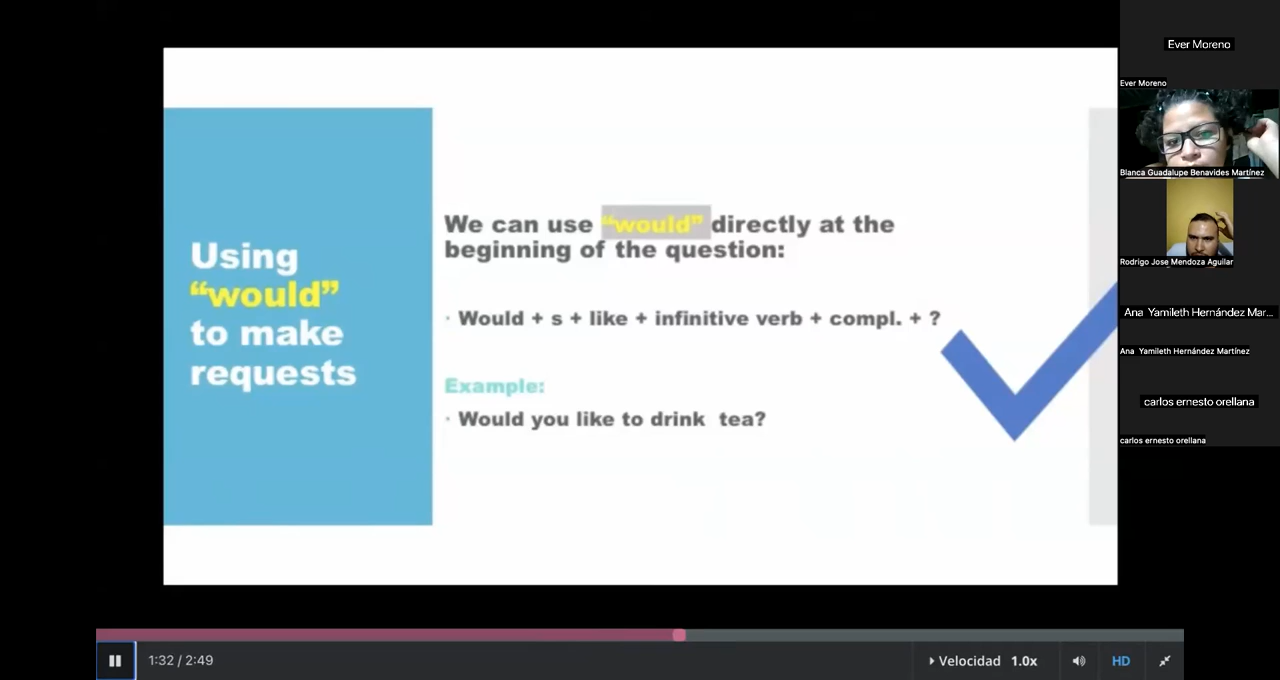 Using
“would”
to make
requests
We can use “would” directly at the
beginning of the question:
· Would + s + like + infinitive verb + compl. + ?
Example:
· Would you like to drink  tea?
Ever Moreno
Ever Moreno
Blanca Guadalupe Benavides Martínez
Rodrigo Jose Mendoza Aguilar
Ana  Yamileth Hernández Mar...
Ana  Yamileth Hernández Martínez
carlos ernesto orellana
carlos ernesto orellana
1:32 / 2:49
Velocidad 1.0x
HD